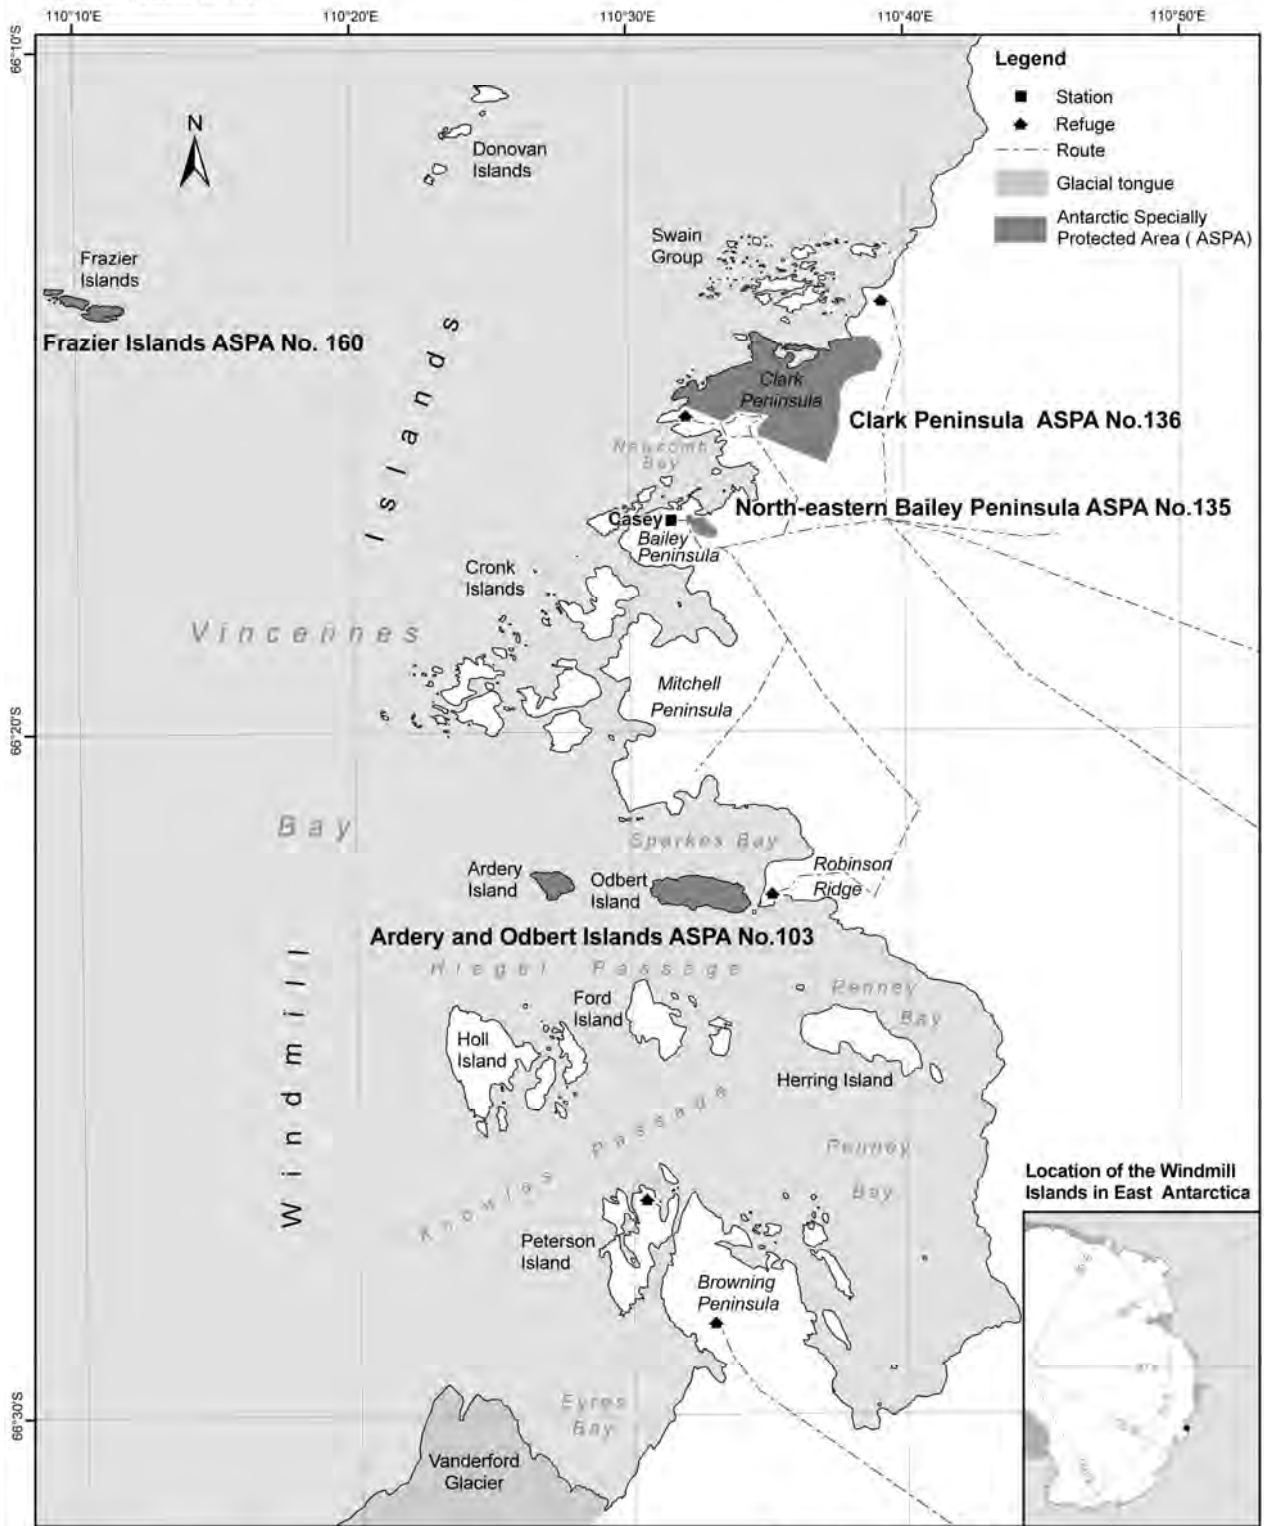 110°10'E
110°20'E
110°30'E
110°40'E
110°50'E
66°10'S
66°20'S
66°30'S
N
Legend
Station
Refuge
Route
Glacial tongue
Antarctic Specially
Protected Area ( ASPA)
Donovan
Islands
Swain
Group
Frazier
Islands
Frazier Islands ASPA No. 160
Clark
Peninsula
Clark Peninsula ASPA No.136
Newcomb
Bay
North-eastern Bailey Peninsula ASPA No.135
Casey
Bailey
Peninsula
Cronk
Islands
Vincennes
Bay
Windmill
Islands
Mitchell
Peninsula
Sparkes Bay
Robinson
Ridge
Ardery
Island
Odbert
Island
Ardery and Odbert Islands ASPA No.103
Passage
Penney
Bay
Ford
Island
Holl
Island
Herring Island
Knowles Passage
Penney
Bay
Peterson
Island
Browning
Peninsula
Eyres
Bay
Vanderford
Glacier
Location of the Windmill
Islands in East Antarctica